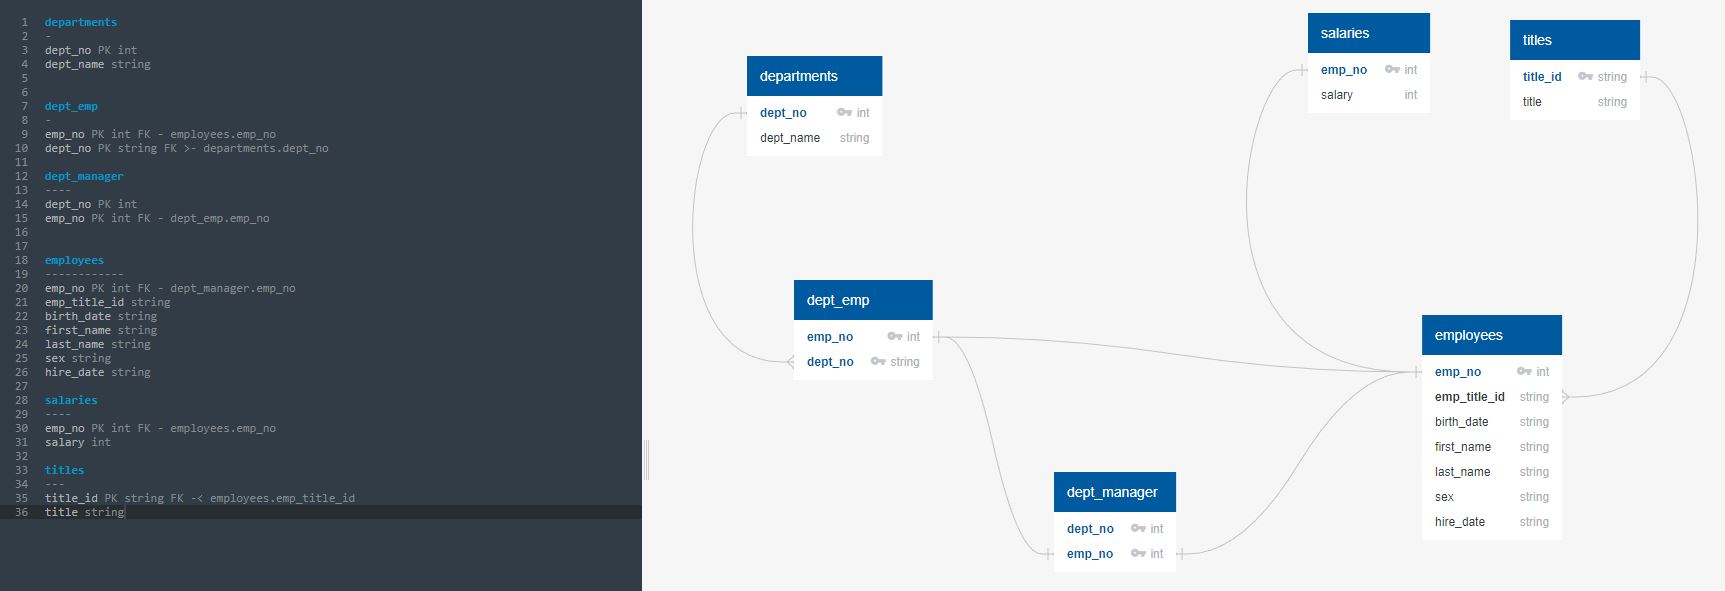 1 departments
2 -
3 dept_no PK int
4 dept_name string
5
6
7 dept_emp
8 -
9 emp_no PK int FK - employees.emp_no
10 dept_no PK string FK >- departments.dept_no
11
12 dept_manager
13 ----
14 dept_no PK int
15 emp_no PK int FK - dept_emp.emp_no
16
17
18 employees
19 ------------
20 emp_no PK int FK - dept_manager.emp_no
21 emp_title_id string
22 birth_date string
23 first_name string
24 last_name string
25 sex string
26 hire_date string
27
28 salaries
29 ----
30 emp_no PK int FK - employees.emp_no
31 salary int
32
33 titles
34 ---
35 title_id PK string FK -< employees.emp_title_id
36 title string
departments
dept_no int
dept_name string
salaries
emp_no int
salary int
titles
title_id string
title string
dept_emp
emp_no int
dept_no string
employees
emp_no int
emp_title_id string
birth_date string
first_name string
last_name string
sex string
hire_date string
dept_manager
dept_no int
emp_no int